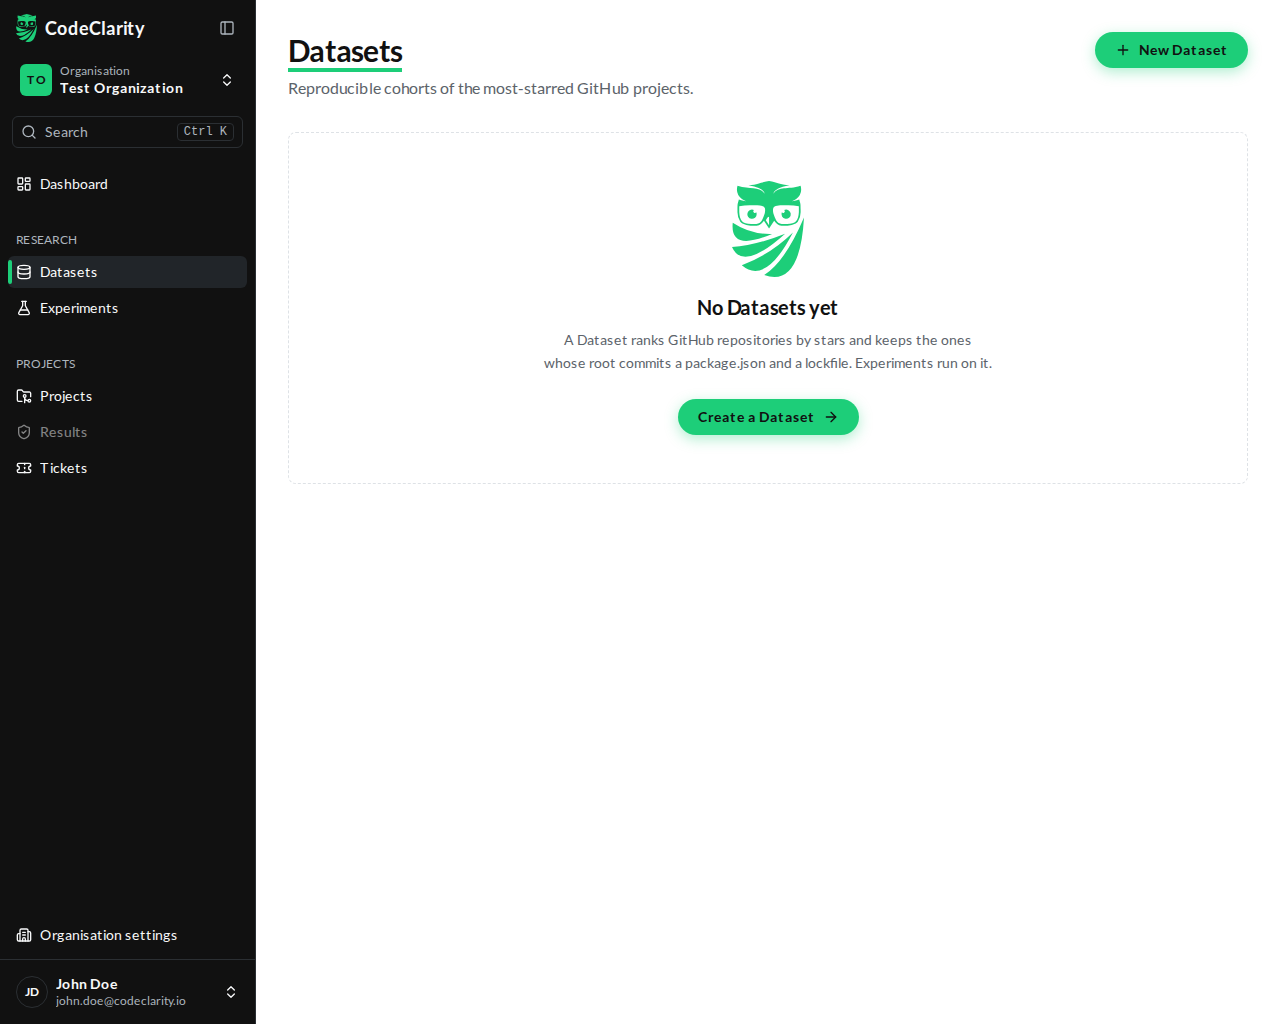 CodeClarity
TO
Organisation
Test Organization
Search
Ctrl K
Dashboard
RESEARCH
Datasets
Experiments
PROJECTS
Projects
Results
Tickets
Organisation settings
JD
John Doe
john.doe@codeclarity.io
Datasets
Reproducible cohorts of the most-starred GitHub projects.
New Dataset
No Datasets yet
A Dataset ranks GitHub repositories by stars and keeps the ones
whose root commits a package.json and a lockfile. Experiments run on it.
Create a Dataset